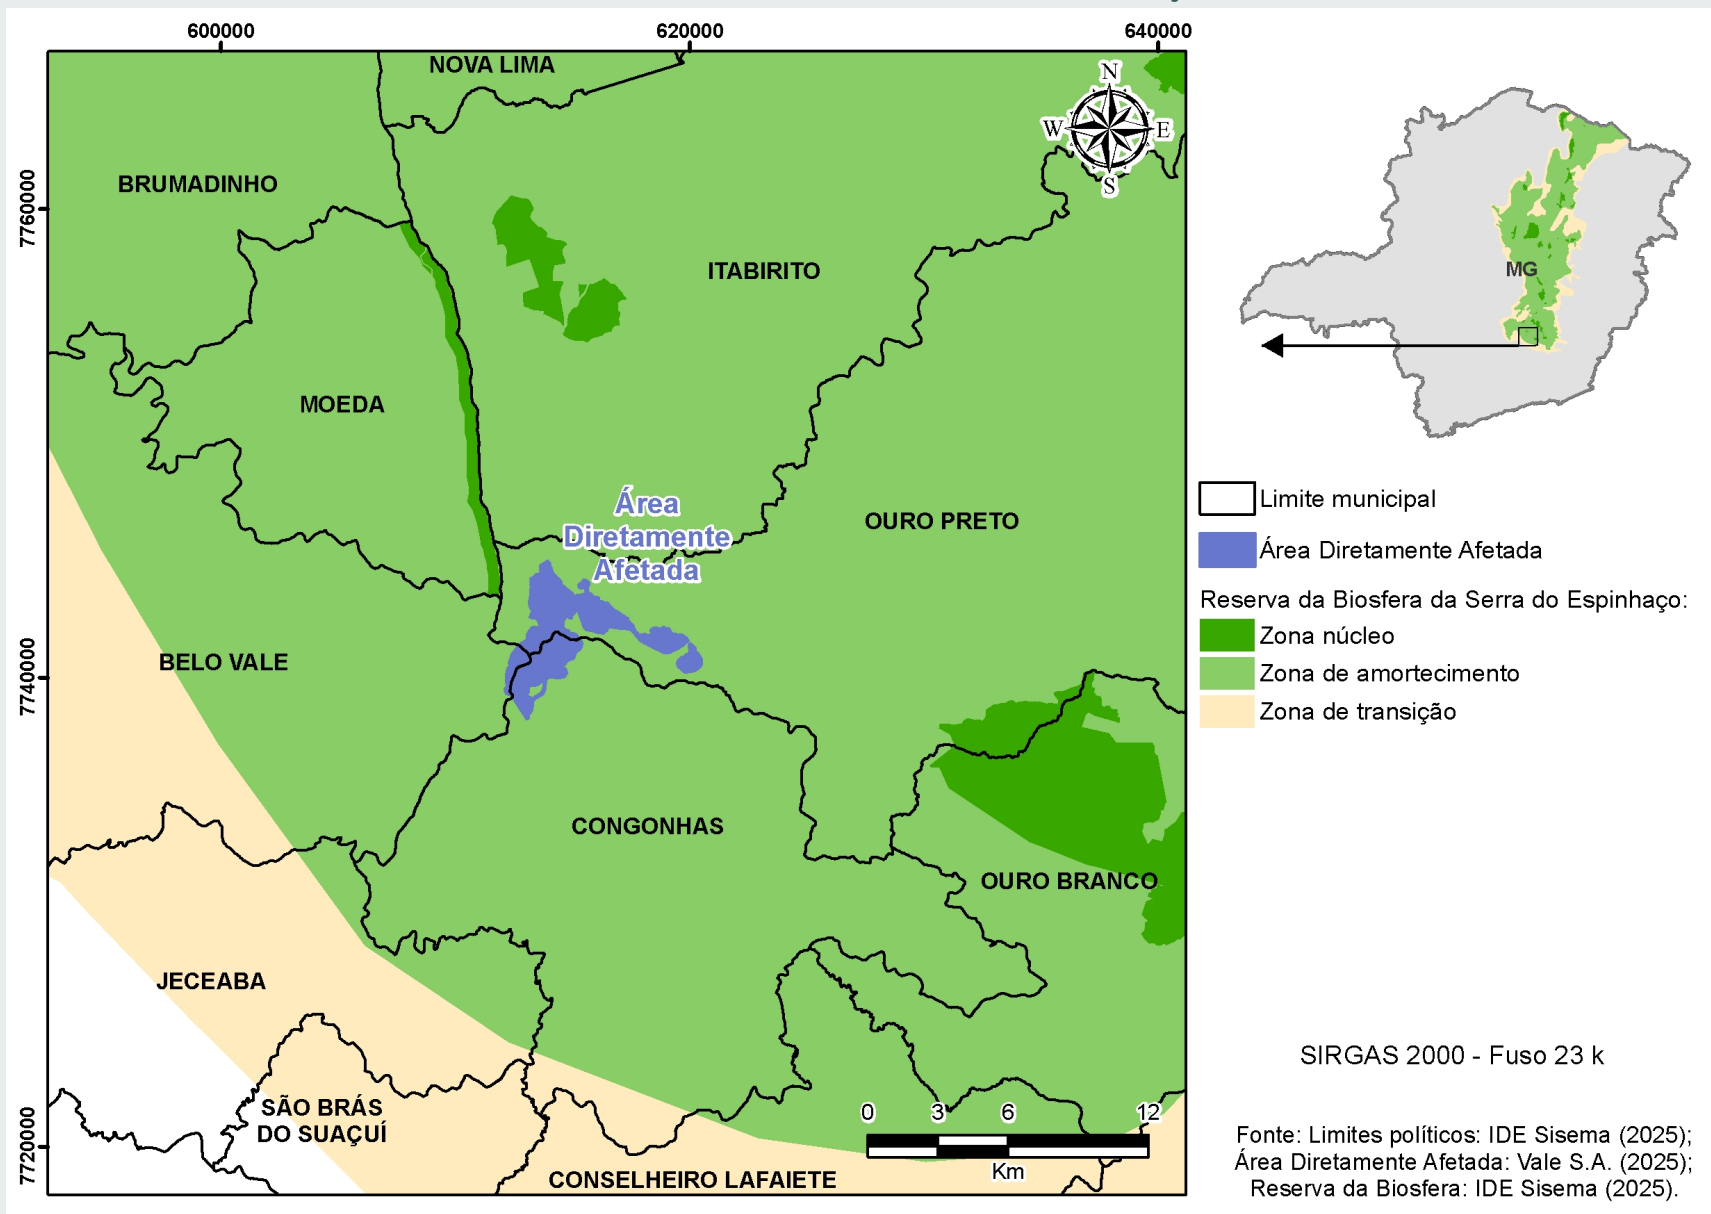 600000
620000
640000
NOVA LIMA
N
W
E
S
BRUMADINHO
7760000
ITABIRITO
MG
MOEDA
Área
Diretamente
Afetada
OURO PRETO
BELO VALE
7740000
CONGONHAS
OURO BRANCO
JECEABA
SÃO BRÁS
DO SUAÇUÍ
CONSELHEIRO LAFAIETE
7720000
0
3
6
12
Km
Limite municipal
Área Diretamente Afetada
Reserva da Biosfera da Serra do Espinhaço:
Zona núcleo
Zona de amortecimento
Zona de transição
SIRGAS 2000 - Fuso 23 k
Fonte: Limites políticos: IDE Sisema (2025);
Área Diretamente Afetada: Vale S.A. (2025);
Reserva da Biosfera: IDE Sisema (2025).